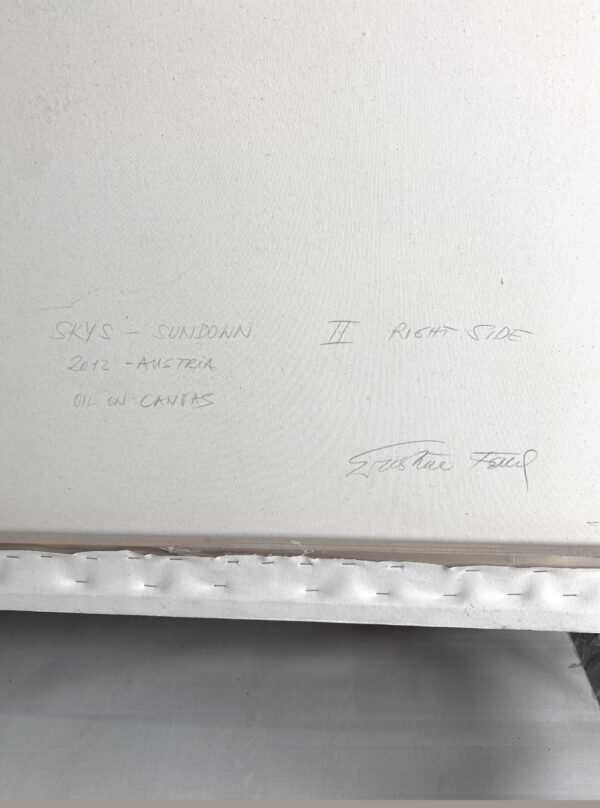 SKYS – SUNDOWN II RIGHT SIDE
2012 – AUSTRIA
OIL ON CANVAS